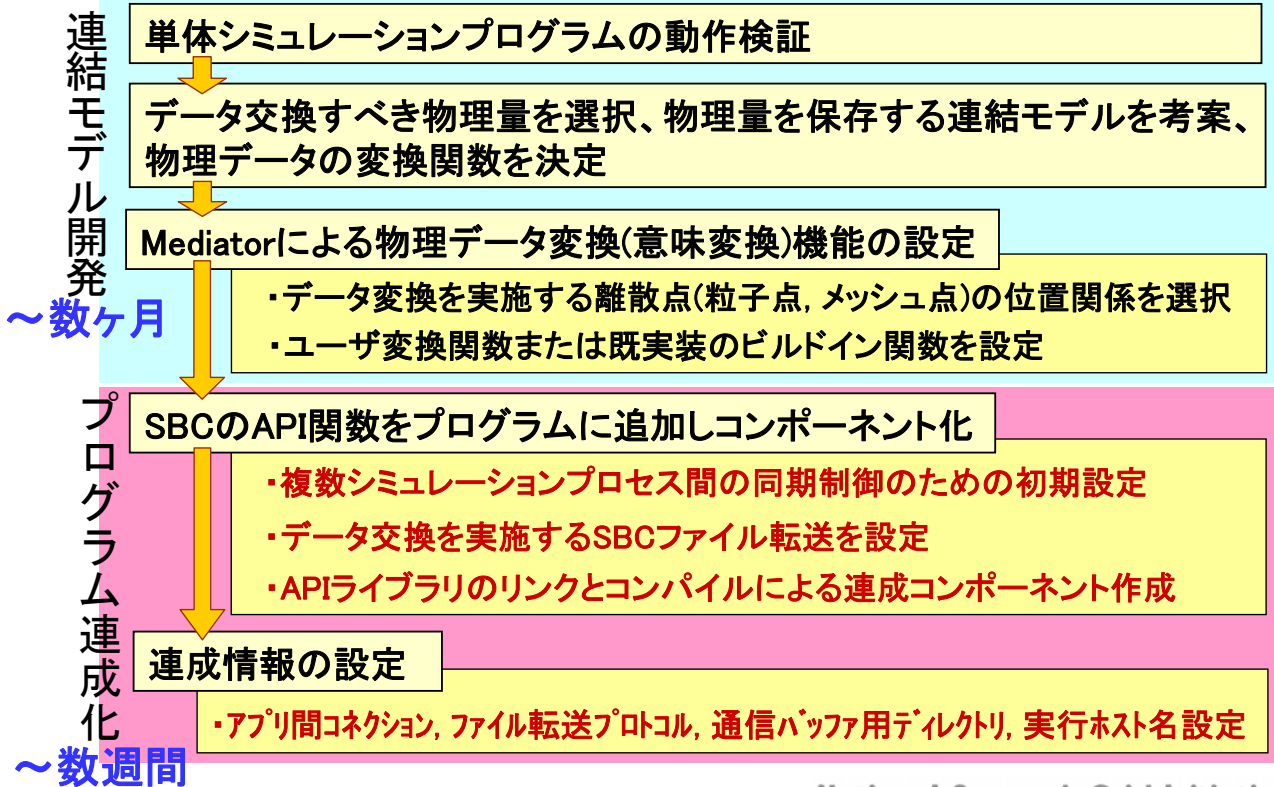 連結モデル開発
～数ヶ月
単体シミュレーションプログラムの動作検証
データ交換すべき物理量を選択、物理量を保存する連結モデルを考案、
物理データの変換関数を決定
Mediatorによる物理データ変換(意味変換)機能の設定
・データ変換を実施する離散点(粒子点, メッシュ点)の位置関係を選択
・ユーザ変換関数または既実装のビルドイン関数を設定
プログラム連成化
～数週間
SBCのAPI関数をプログラムに追加しコンポーネント化
・複数シミュレーションプロセス間の同期制御のための初期設定
・データ交換を実施するSBCファイル転送を設定
・APIライブラリのリンクとコンパイルによる連成コンポーネント作成
連成情報の設定
・アプリ間ｺﾈｸｼｮﾝ, ﾌｧｲﾙ転送ﾌﾟﾛﾄｺﾙ, 通信ﾊﾞｯﾌｧ用ﾃﾞｨﾚｸﾄﾘ, 実行ﾎｽﾄ名設定